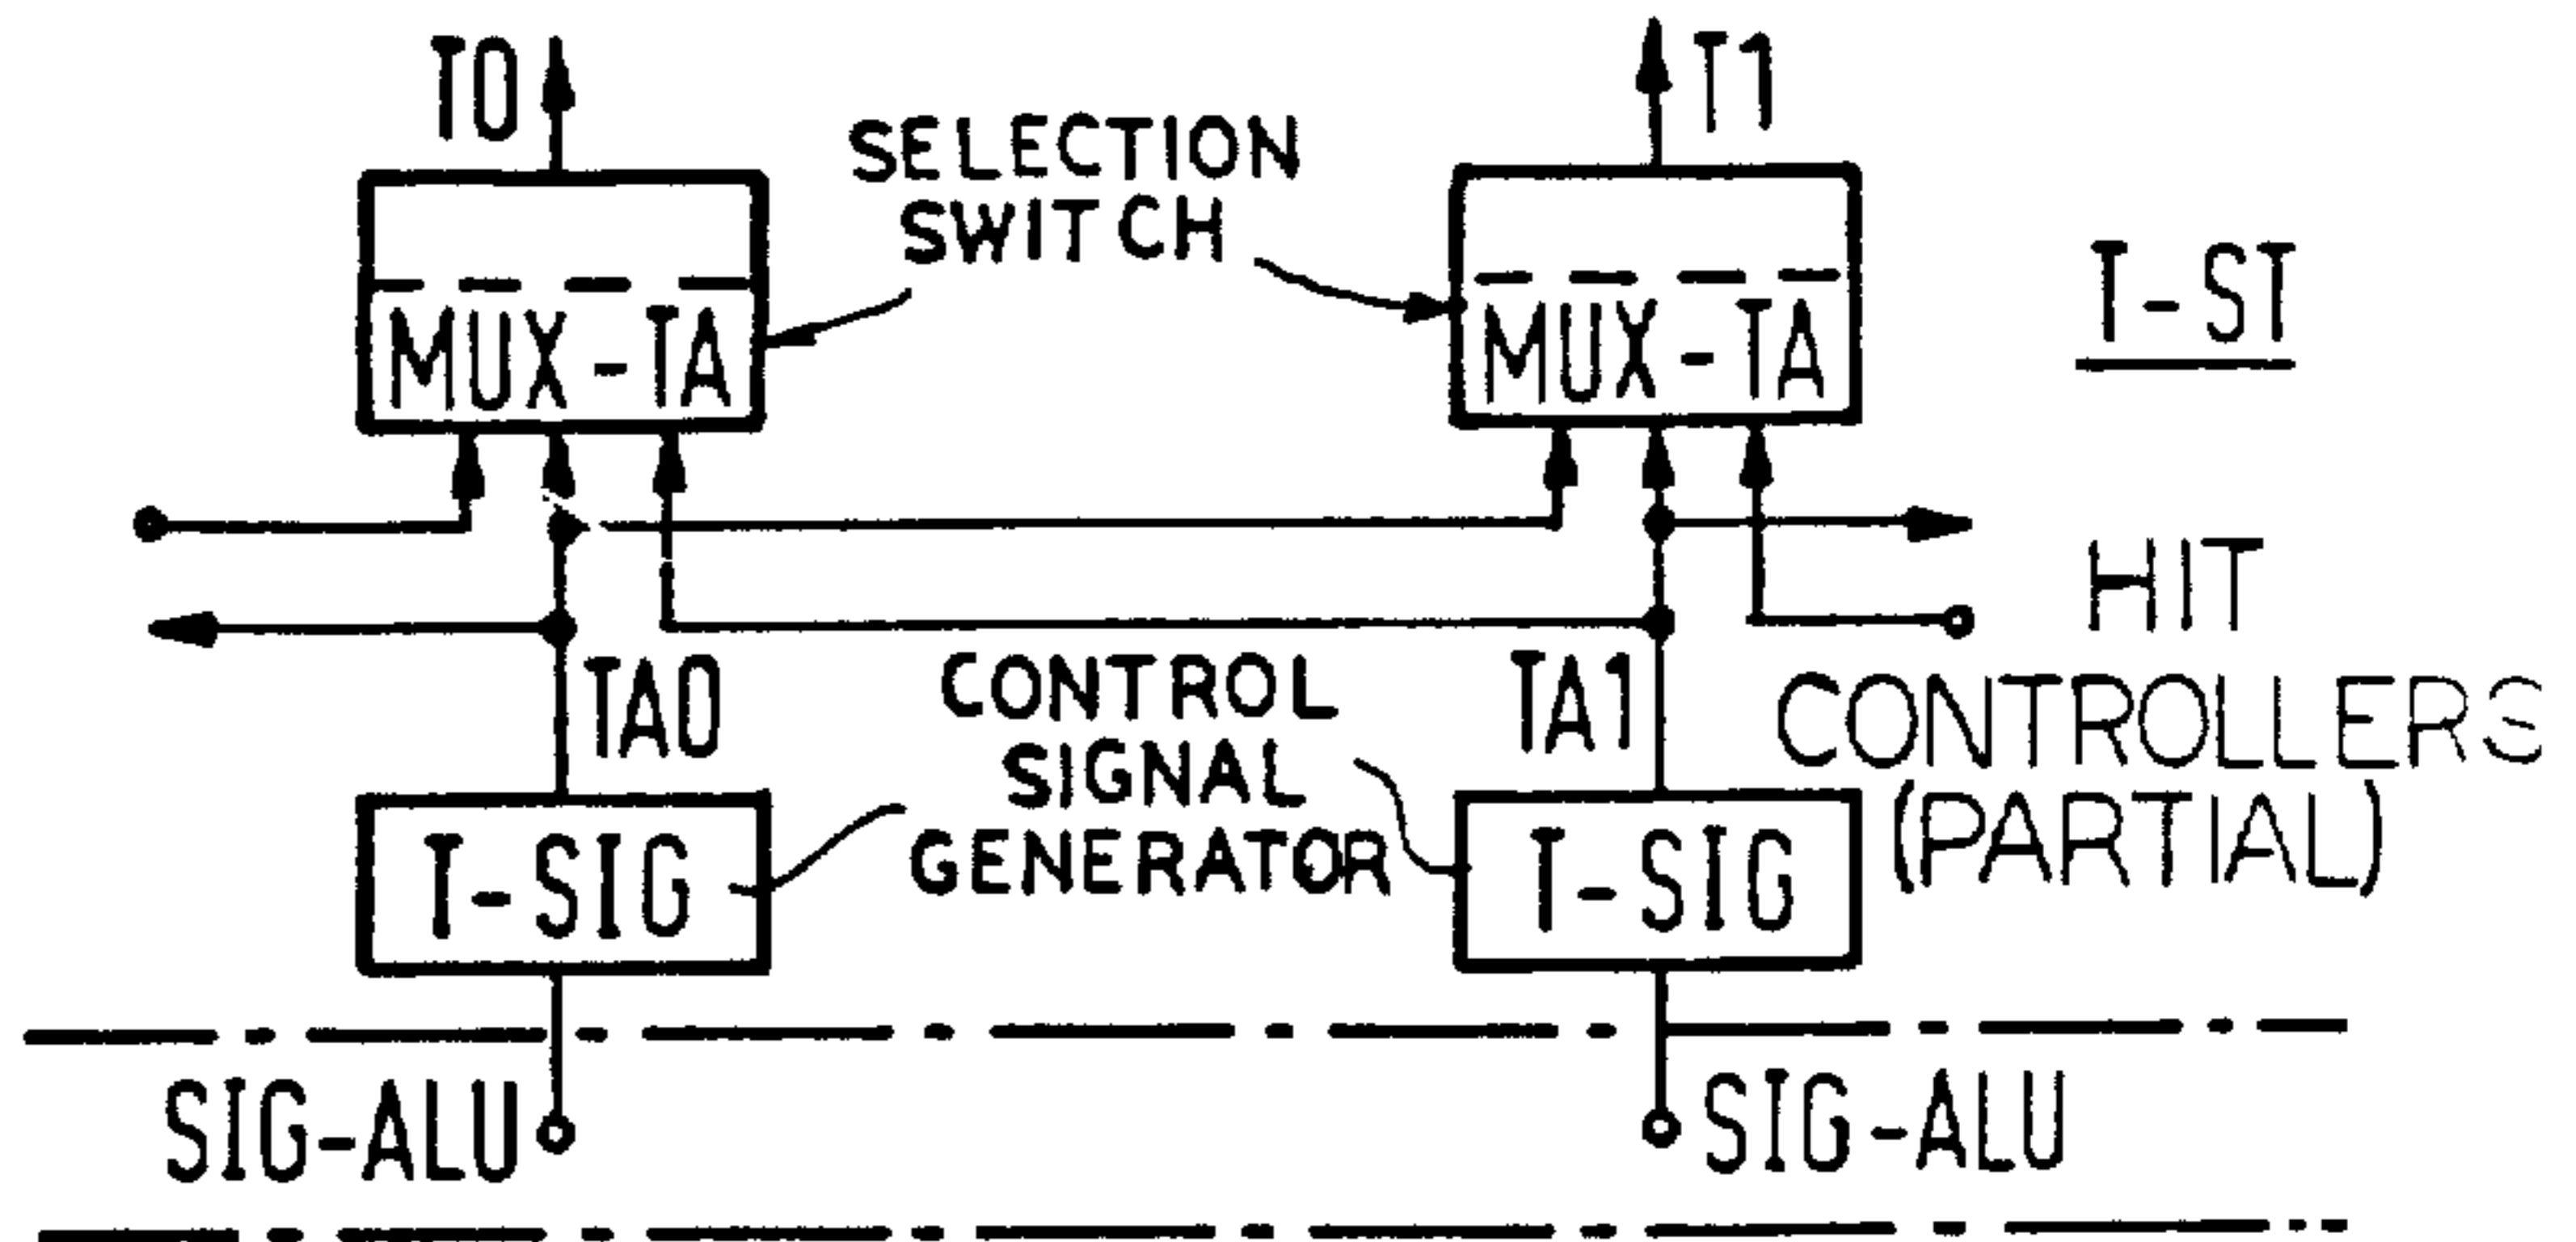 T0
T1
SELECTION
SWITCH
T-ST
MUX-TA
MUX-TA
HIT
CONTROLLERS
(PARTIAL)
TA0
CONTROL
SIGNAL
GENERATOR
TA1
T-SIG
T-SIG
SIG-ALU
SIG-ALU